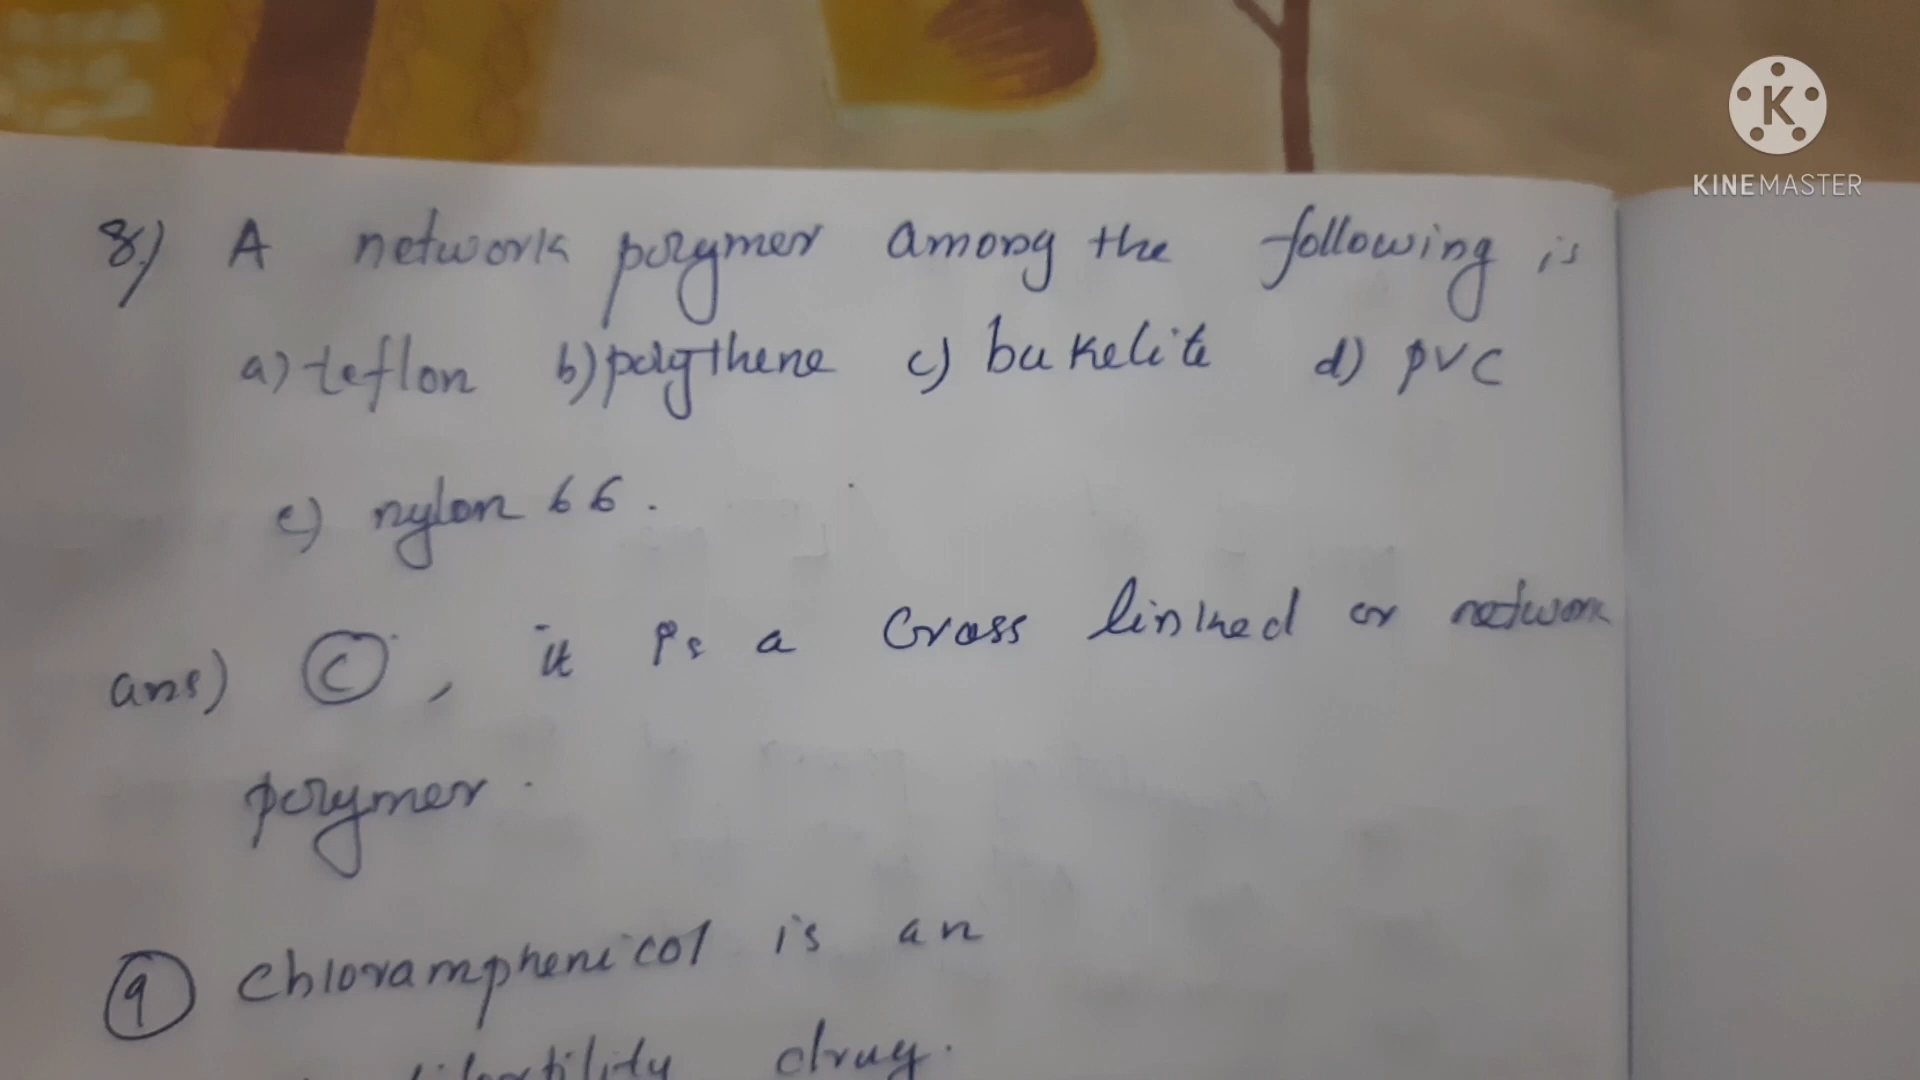 KINEMASTER
8) A network polymer among the following is
a) teflon b) polythene c) bakelite d) PVC
e) nylon 66.
ans) C, it is a Cross linked or network
polymer.
9 chloramphenicol is an
drug.